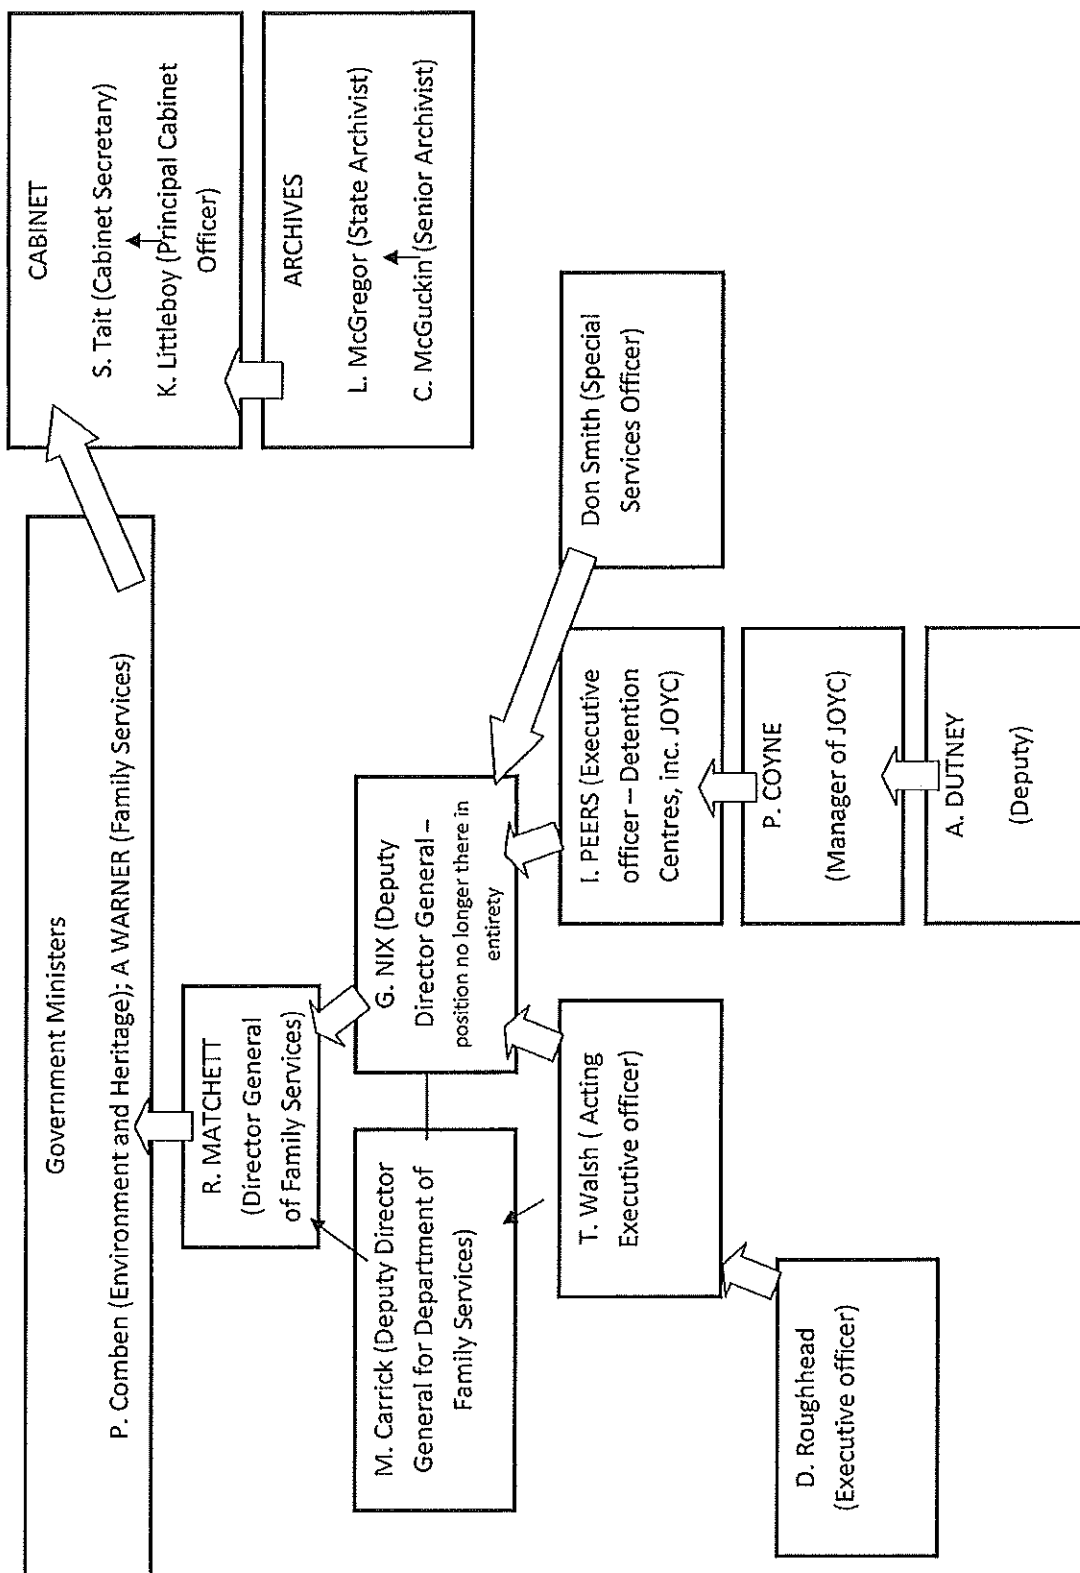 Government Ministers
P. Comben (Environment and Heritage); A WARNER (Family Services)
CABINET
S. Tait (Cabinet Secretary)
K. Littleboy (Principal Cabinet
Officer)
ARCHIVES
L. McGregor (State Archivist)
C. McGuckin (Senior Archivist)
R. MATCHETT
(Director General
of Family Services)
M. Carrick (Deputy Director
General for Department of
Family Services)
G. NIX (Deputy
Director General –
position no longer there in
entirety
T. Walsh ( Acting
Executive officer)
I. PEERS (Executive
officer – Detention
Centres, inc. JOYC)
Don Smith (Special
Services Officer)
D. Roughhead
(Executive officer)
P. COYNE
(Manager of JOYC)
A. DUTNEY
(Deputy)